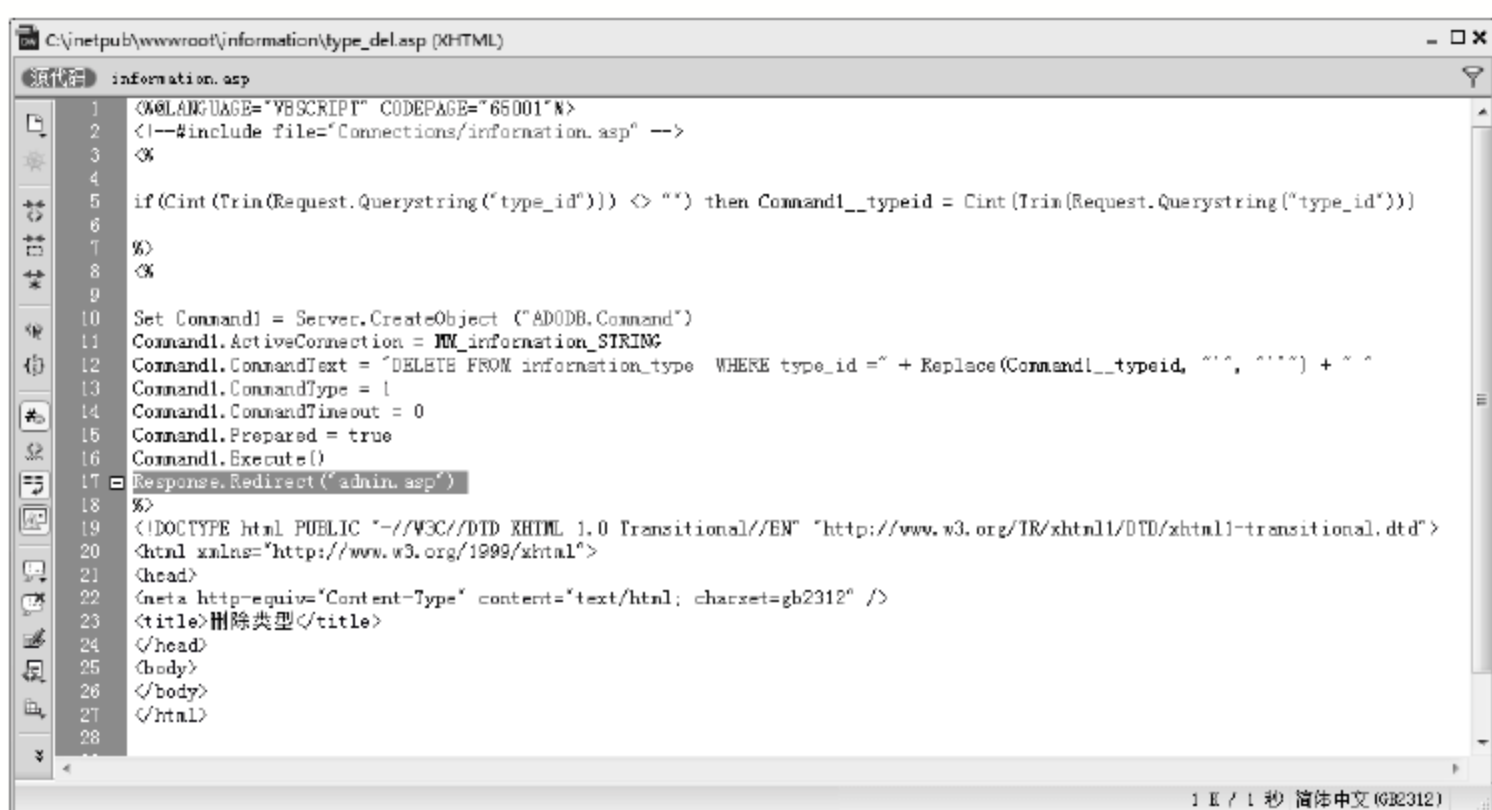 C:\inetpub\wwwroot\information\type_del.asp (XHTML)
源代码 information.asp
1 <%@LANGUAGE="VBSCRIPT" CODEPAGE="65001"%>
2 <!--#include file="Connections/information.asp" -->
3 <%
4
5 if(Cint(Trim(Request.Querystring("type_id"))) <> "") then Command1__typeid = Cint(Trim(Request.Querystring("type_id")))
6
7 %>
8 <%
9
10 Set Command1 = Server.CreateObject ("ADODB.Command")
11 Command1.ActiveConnection = MM_information_STRING
12 Command1.CommandText = "DELETE FROM information_type  WHERE type_id =" + Replace(Command1__typeid, "'", "''") + " "
13 Command1.CommandType = 1
14 Command1.CommandTimeout = 0
15 Command1.Prepared = true
16 Command1.Execute()
17 Response.Redirect("admin.asp")
18 %>
19 <!DOCTYPE html PUBLIC "-//W3C//DTD XHTML 1.0 Transitional//EN" "http://www.w3.org/TR/xhtml1/DTD/xhtml1-transitional.dtd">
20 <html xmlns="http://www.w3.org/1999/xhtml">
21 <head>
22 <meta http-equiv="Content-Type" content="text/html; charset=gb2312" />
23 <title>删除类型</title>
24 </head>
25 <body>
26 </body>
27 </html>
28
1 K / 1 秒 简体中文(GB2312)